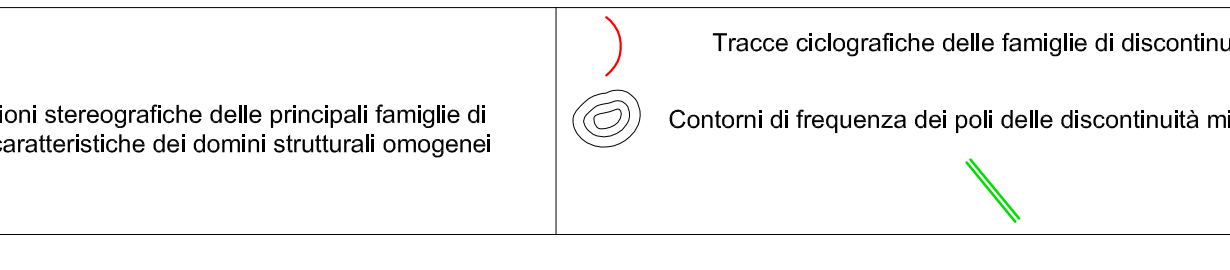 ioni stereografiche delle principali famiglie di
caratteristiche dei domini strutturali omogenei
Tracce ciclografiche delle famiglie di discontinu
Contorni di frequenza dei poli delle discontinuità mi